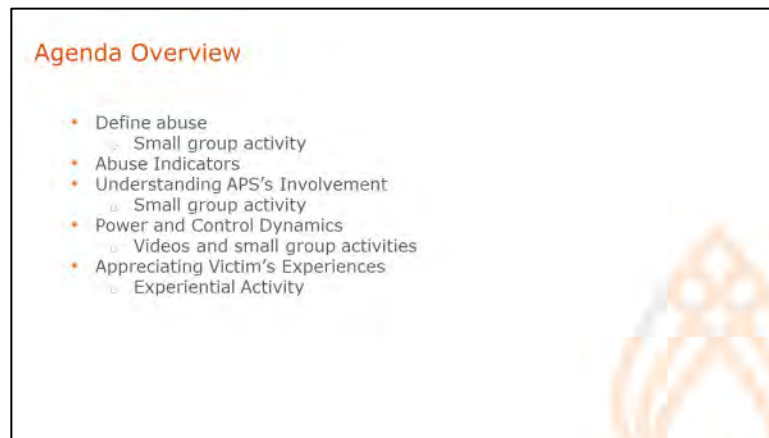 Agenda Overview
• Define abuse
○ Small group activity
• Abuse Indicators
• Understanding APS's Involvement
○ Small group activity
• Power and Control Dynamics
○ Videos and small group activities
• Appreciating Victim's Experiences
○ Experiential Activity